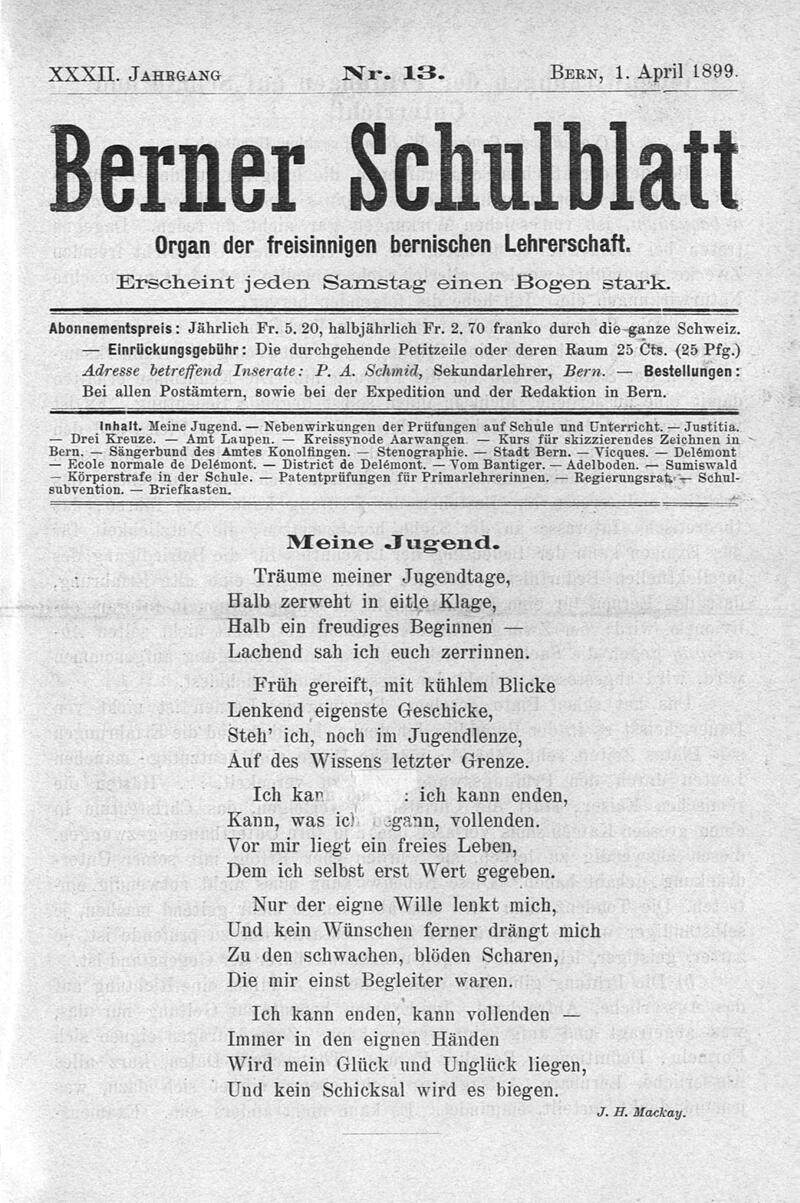 XXXII. JAHRGANG Nr. 13. BERN, 1. April 1899.
Berner Schulblatt
Organ der freisinnigen bernischen Lehrerschaft.
Erscheint jeden Samstag einen Bogen stark.
Abonnementspreis: Jährlich Fr. 5. 20, halbjährlich Fr. 2. 70 franko durch die ganze Schweiz.
— Einrückungsgebühr: Die durchgehende Petitzeile oder deren Raum 25 Cts. (25 Pfg.)
Adresse betreffend Inserate: P. A. Schmid, Sekundarlehrer, Bern. — Bestellungen:
Bei allen Postämtern, sowie bei der Expedition und der Redaktion in Bern.
Inhalt. Meine Jugend. — Nebenwirkungen der Prüfungen auf Schule und Unterricht. — Justitia.
— Drei Kreuze. — Amt Laupen. — Kreissynode Aarwangen. — Kurs für skizzierendes Zeichnen in
Bern. — Sängerbund des Amtes Konolfingen. — Stenographie. — Stadt Bern. — Vicques. — Delémont
— Ecole normale de Delémont. — District de Delémont. — Vom Bantiger. — Adelboden. — Sumiswald
— Körperstrafe in der Schule. — Patentprüfungen für Primarlehrerinnen. — Regierungsrat. — Schul-
subvention. — Briefkasten.
Meine Jugend.
Träume meiner Jugendtage,
Halb zerweht in eitle Klage,
Halb ein freudiges Beginnen —
Lachend sah ich euch zerrinnen.
Früh gereift, mit kühlem Blicke
Lenkend eigenste Geschicke,
Steh' ich, noch im Jugendlenze,
Auf des Wissens letzter Grenze.
Ich kann : ich kann enden,
Kann, was ich begann, vollenden.
Vor mir liegt ein freies Leben,
Dem ich selbst erst Wert gegeben.
Nur der eigne Wille lenkt mich,
Und kein Wünschen ferner drängt mich
Zu den schwachen, blöden Scharen,
Die mir einst Begleiter waren.
Ich kann enden, kann vollenden —
Immer in den eignen Händen
Wird mein Glück und Unglück liegen,
Und kein Schicksal wird es biegen.
J. H. Mackay.